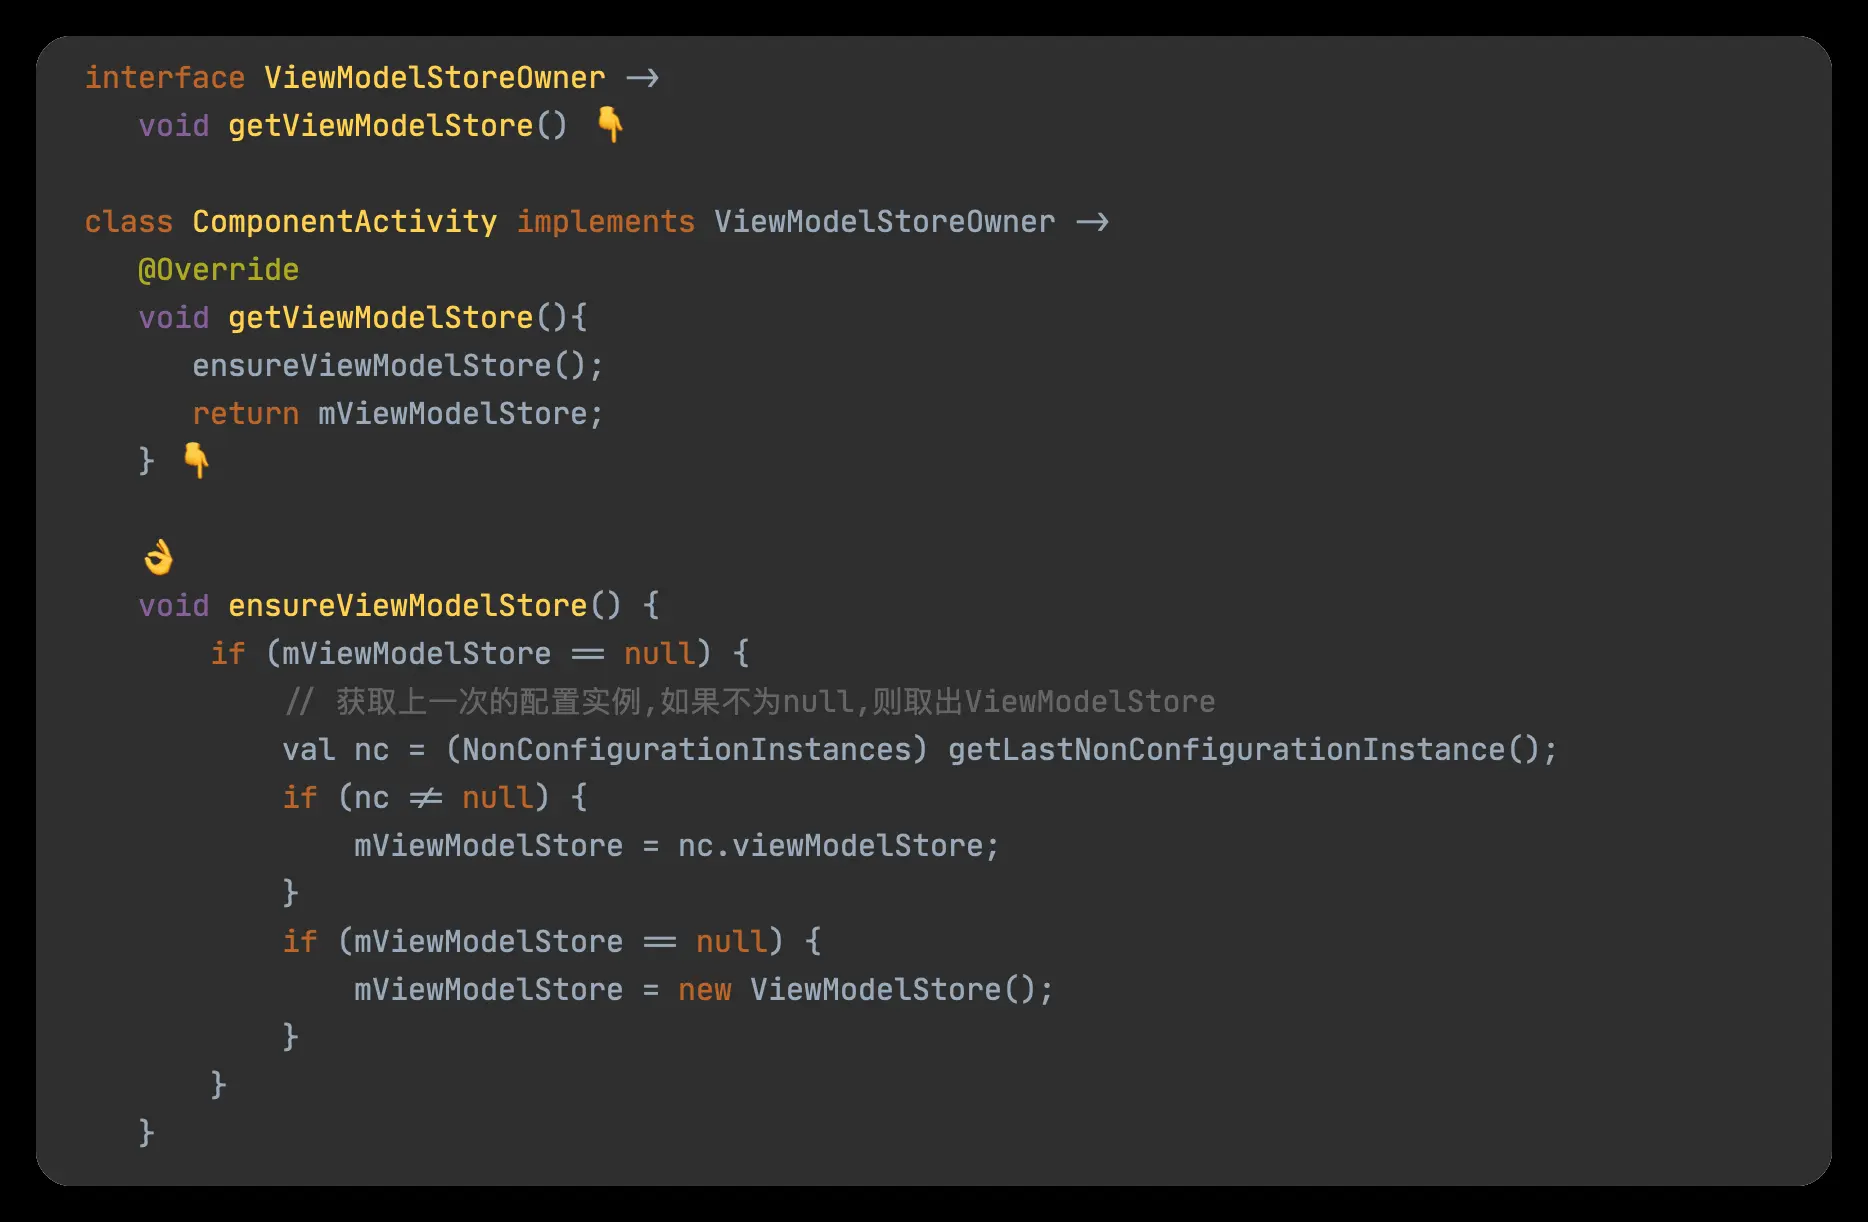 interface ViewModelStoreOwner ->
void getViewModelStore() 👇
class ComponentActivity implements ViewModelStoreOwner ->
@Override
void getViewModelStore(){
ensureViewModelStore();
return mViewModelStore;
} 👇
👌
void ensureViewModelStore() {
if (mViewModelStore == null) {
// 获取上一次的配置实例,如果不为null,则取出ViewModelStore
val nc = (NonConfigurationInstances) getLastNonConfigurationInstance();
if (nc != null) {
mViewModelStore = nc.viewModelStore;
}
if (mViewModelStore == null) {
mViewModelStore = new ViewModelStore();
}
}
}